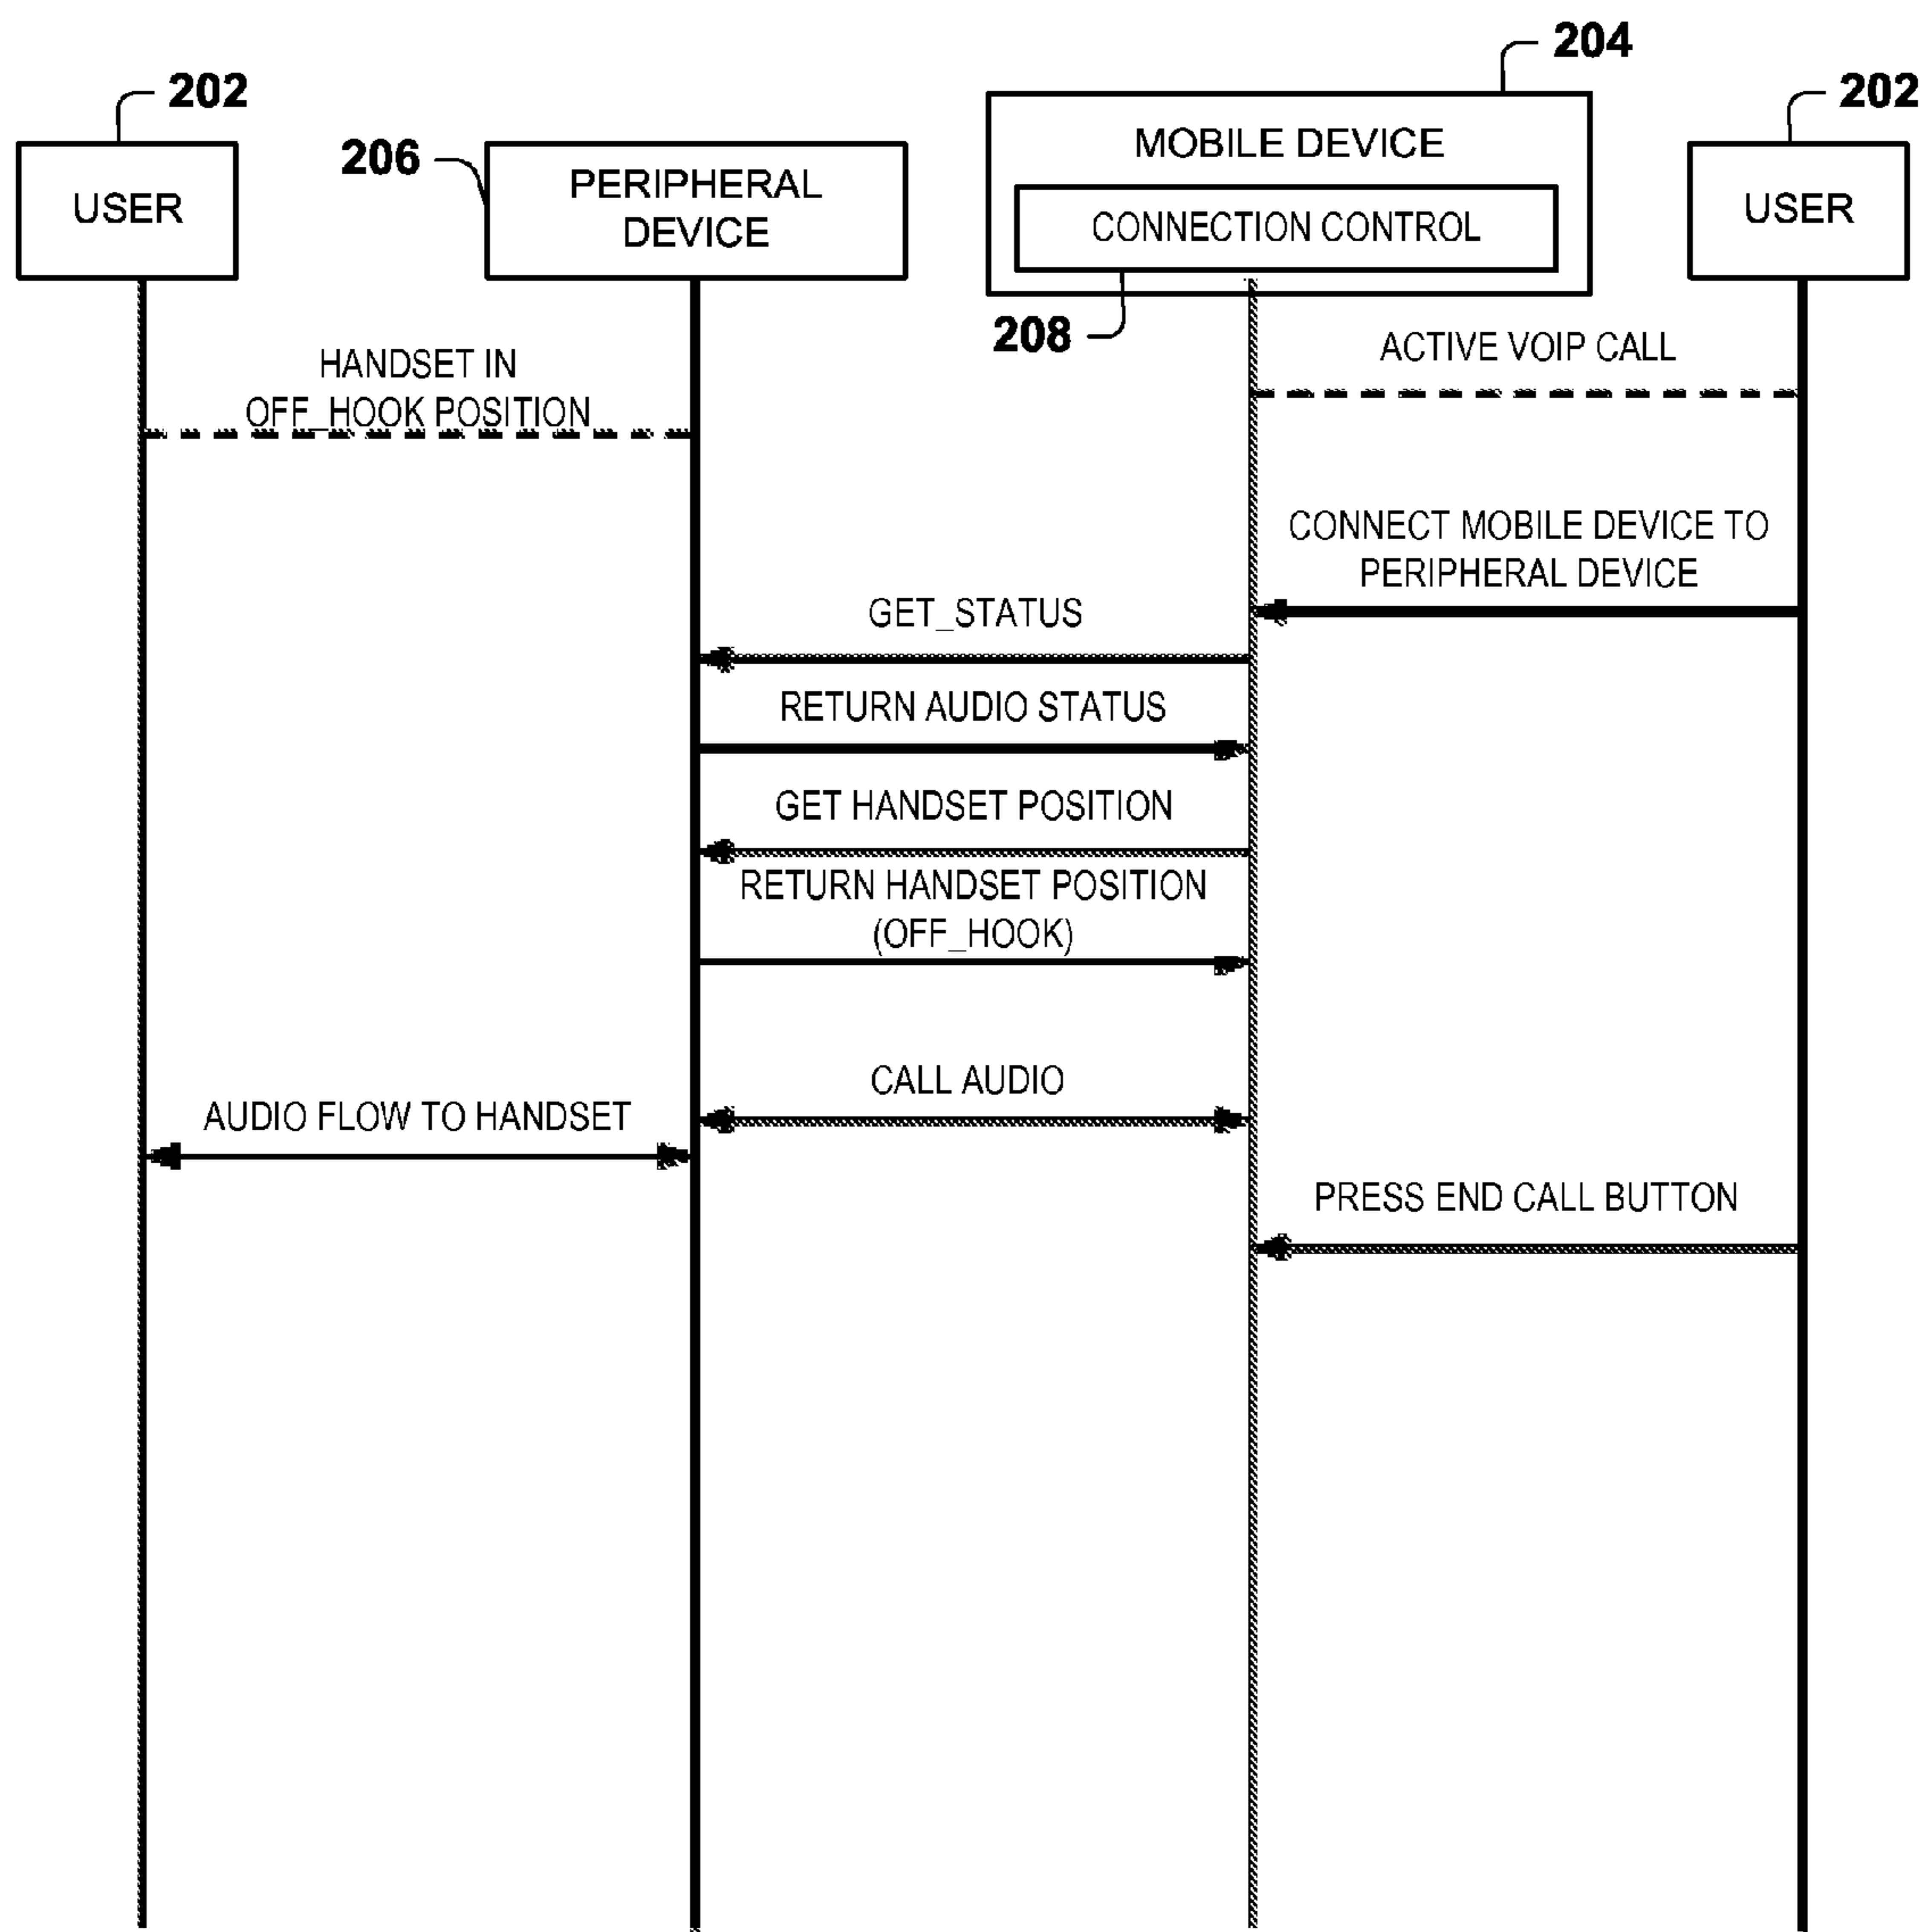 204
202
202
206
USER
PERIPHERAL
DEVICE
MOBILE DEVICE
CONNECTION CONTROL
USER
208
HANDSET IN
OFF_HOOK POSITION
ACTIVE VOIP CALL
CONNECT MOBILE DEVICE TO
PERIPHERAL DEVICE
GET_STATUS
RETURN AUDIO STATUS
GET HANDSET POSITION
RETURN HANDSET POSITION
(OFF_HOOK)
CALL AUDIO
AUDIO FLOW TO HANDSET
PRESS END CALL BUTTON